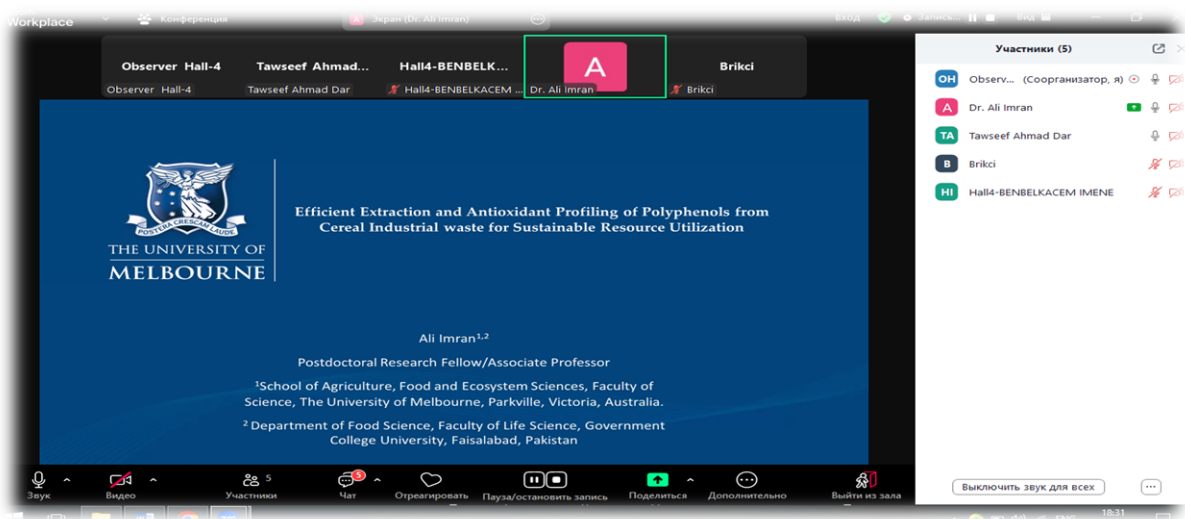 Workplace
Конференция
Экран (Dr. Ali Imran)
Вход
Запись...
Вид
Observer Hall-4
Tawseef Ahmad...
Hall4-BENBELK...
A
Brikci
Observer Hall-4
Tawseef Ahmad Dar
Hall4-BENBELKACEM ...
Dr. Ali Imran
Brikci
POSTERA CRESCAM LAUDE
THE UNIVERSITY OF
MELBOURNE
Efficient Extraction and Antioxidant Profiling of Polyphenols from
Cereal Industrial waste for Sustainable Resource Utilization
Ali Imran1,2
Postdoctoral Research Fellow/Associate Professor
1School of Agriculture, Food and Ecosystem Sciences, Faculty of
Science, The University of Melbourne, Parkville, Victoria, Australia.
2 Department of Food Science, Faculty of Life Science, Government
College University, Faisalabad, Pakistan
Участники (5)
OH Observ... (Соорганизатор, я)
A Dr. Ali Imran
TA Tawseef Ahmad Dar
B Brikci
HI Hall4-BENBELKACEM IMENE
Звук
Видео
5
Участники
5
Чат
Отреагировать
Пауза/остановить запись
Поделиться
Дополнительно
Выйти из зала
Выключить звук для всех
ENG
18:31